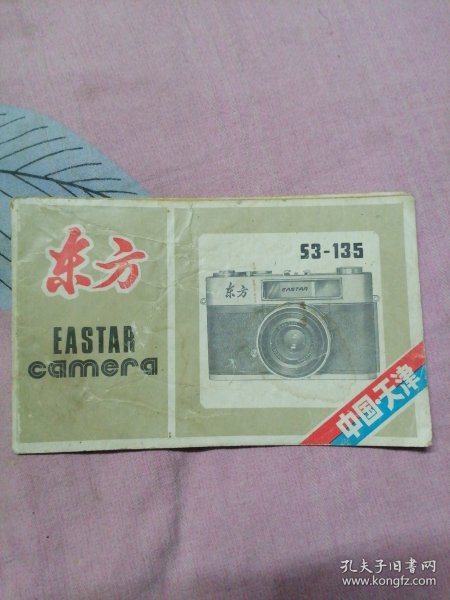 东方
EASTAR
camera
S3-135
东方
EASTAR
中国·天津
孔夫子旧书网
www.kongfz.com